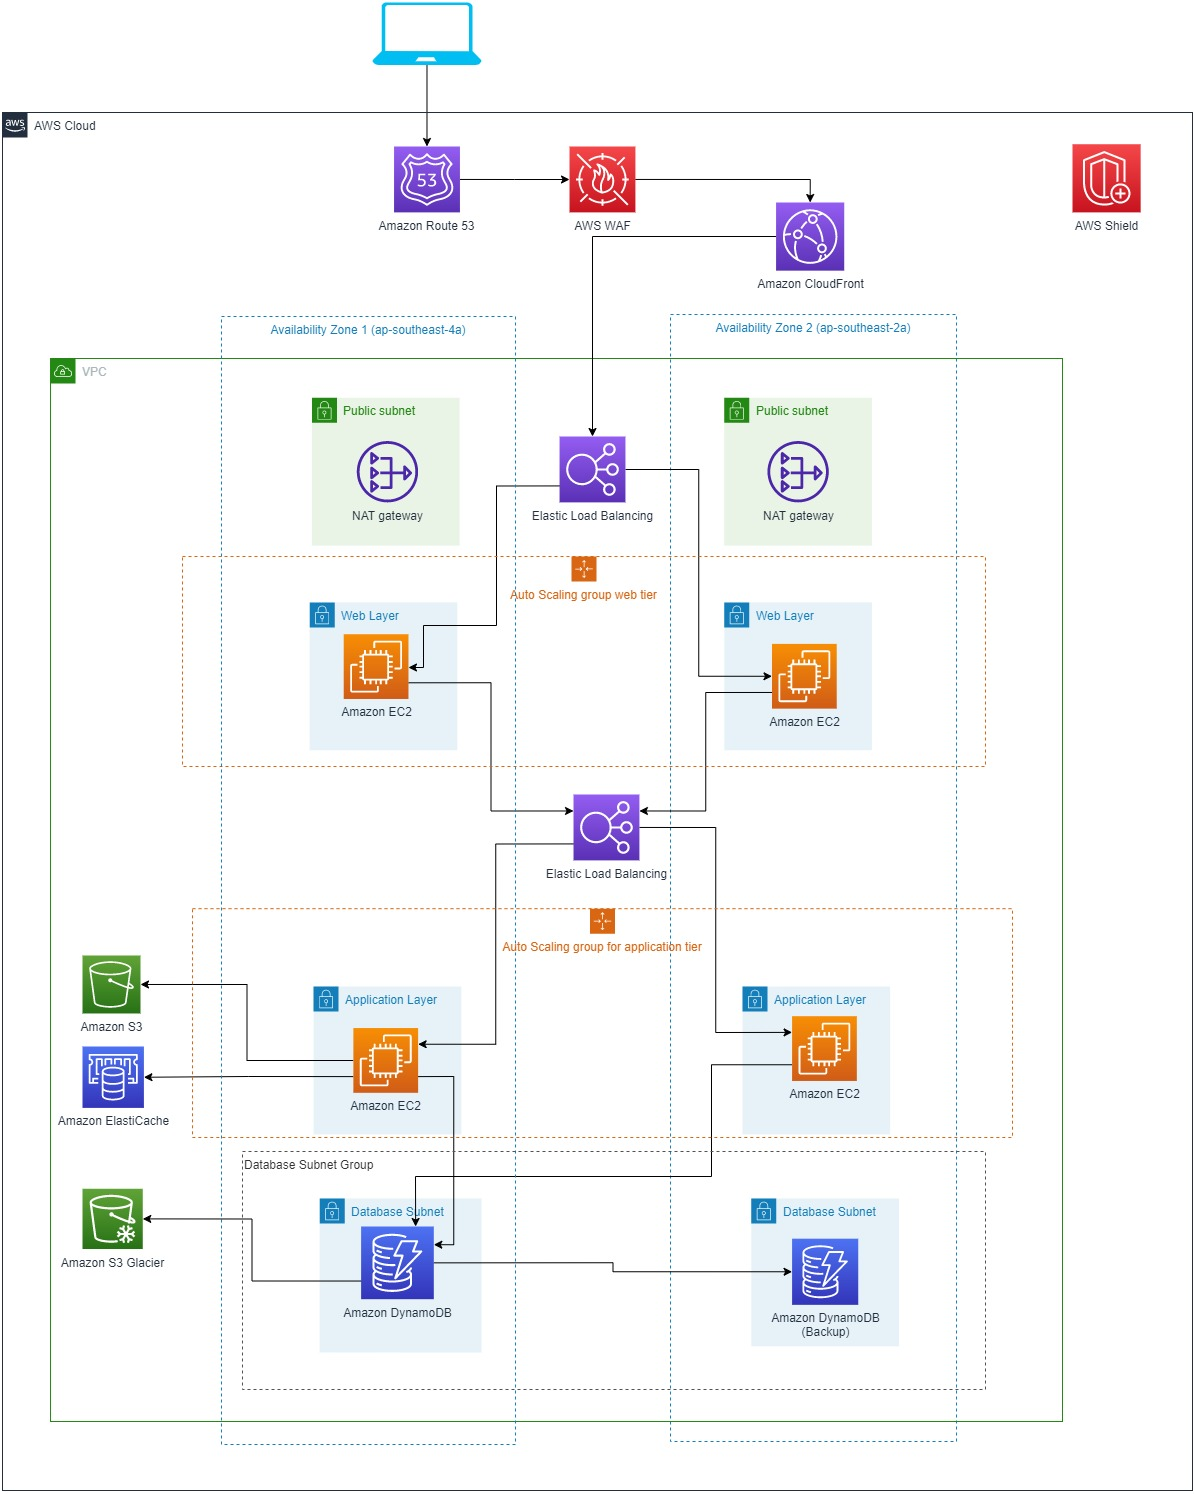 aws
AWS Cloud
53
Amazon Route 53
AWS WAF
AWS Shield
Amazon CloudFront
Availability Zone 1 (ap-southeast-4a)
Availability Zone 2 (ap-southeast-2a)
VPC
Public subnet
Public subnet
NAT gateway
Elastic Load Balancing
NAT gateway
Auto Scaling group web tier
Web Layer
Web Layer
Amazon EC2
Amazon EC2
Elastic Load Balancing
Auto Scaling group for application tier
Application Layer
Application Layer
Amazon S3
Amazon EC2
Amazon EC2
Amazon ElastiCache
Database Subnet Group
Database Subnet
Database Subnet
Amazon S3 Glacier
Amazon DynamoDB
Amazon DynamoDB
(Backup)